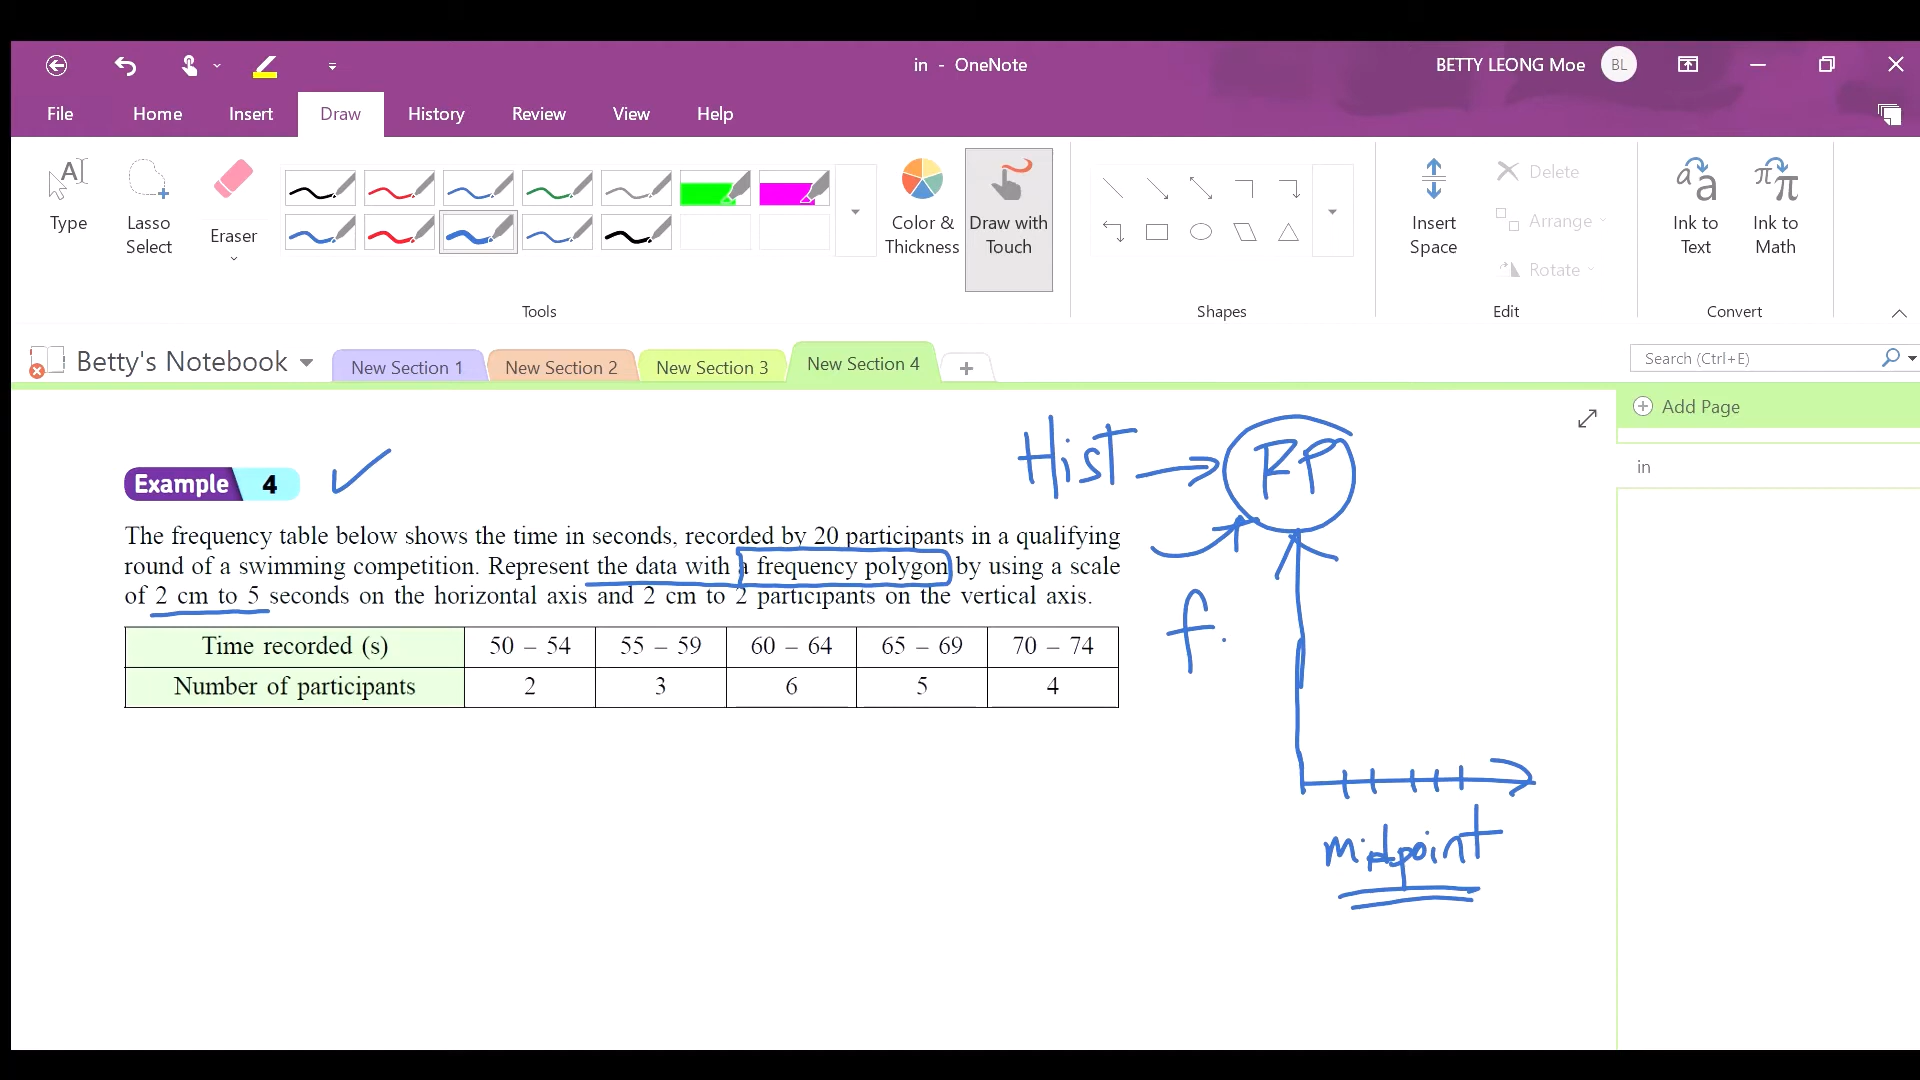 in - OneNote
BETTY LEONG Moe
BL
File
Home
Insert
Draw
History
Review
View
Help
Type
Lasso
Select
Eraser
Color &
Thickness
Draw with
Touch
Tools
Shapes
Insert
Space
Delete
Arrange
Rotate
Edit
Ink to
Text
Ink to
Math
Convert
Betty's Notebook
New Section 1
New Section 2
New Section 3
New Section 4
Search (Ctrl+E)
Add Page
in
Example 4
The frequency table below shows the time in seconds, recorded by 20 participants in a qualifying
round of a swimming competition. Represent the data with a frequency polygon by using a scale
of 2 cm to 5 seconds on the horizontal axis and 2 cm to 2 participants on the vertical axis.
Time recorded (s) 50 – 54 55 – 59 60 – 64 65 – 69 70 – 74
Number of participants 2 3 6 5 4
Hist
f.
midpoint